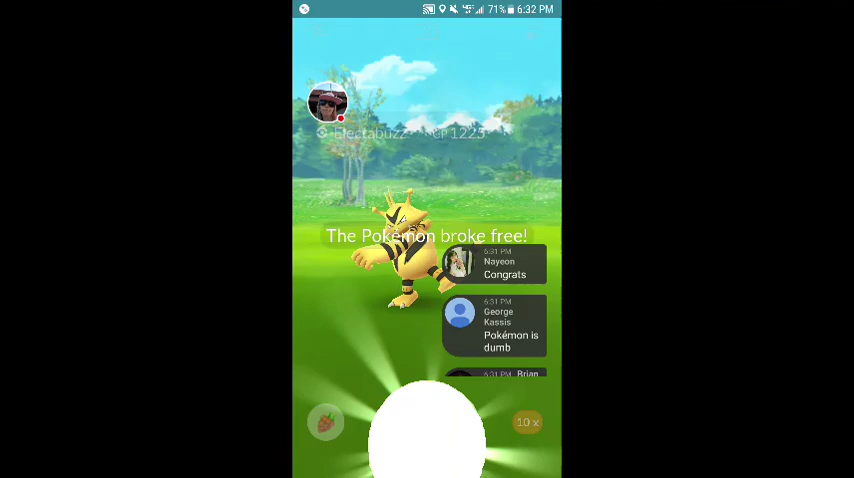 71% 6:32 PM
Electabuzz CP 1223
The Pokémon broke free!
6:31 PM
Nayeon
Congrats
6:31 PM
George
Kassis
Pokémon is
dumb
6:31 PM Brian
10 x